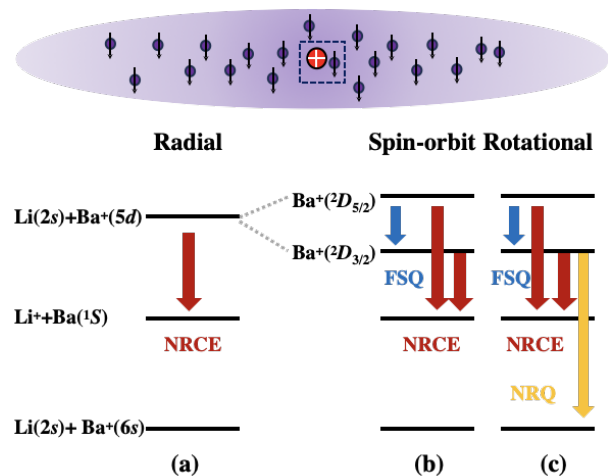 Radial
Spin-orbit
Rotational
Li(2s)+Ba⁺(5d)
Ba⁺(²D₅/₂)
Ba⁺(²D₃/₂)
FSQ
FSQ
Li⁺+Ba(¹S)
NRCE
NRCE
NRCE
NRQ
Li(2s)+ Ba⁺(6s)
(a)
(b)
(c)